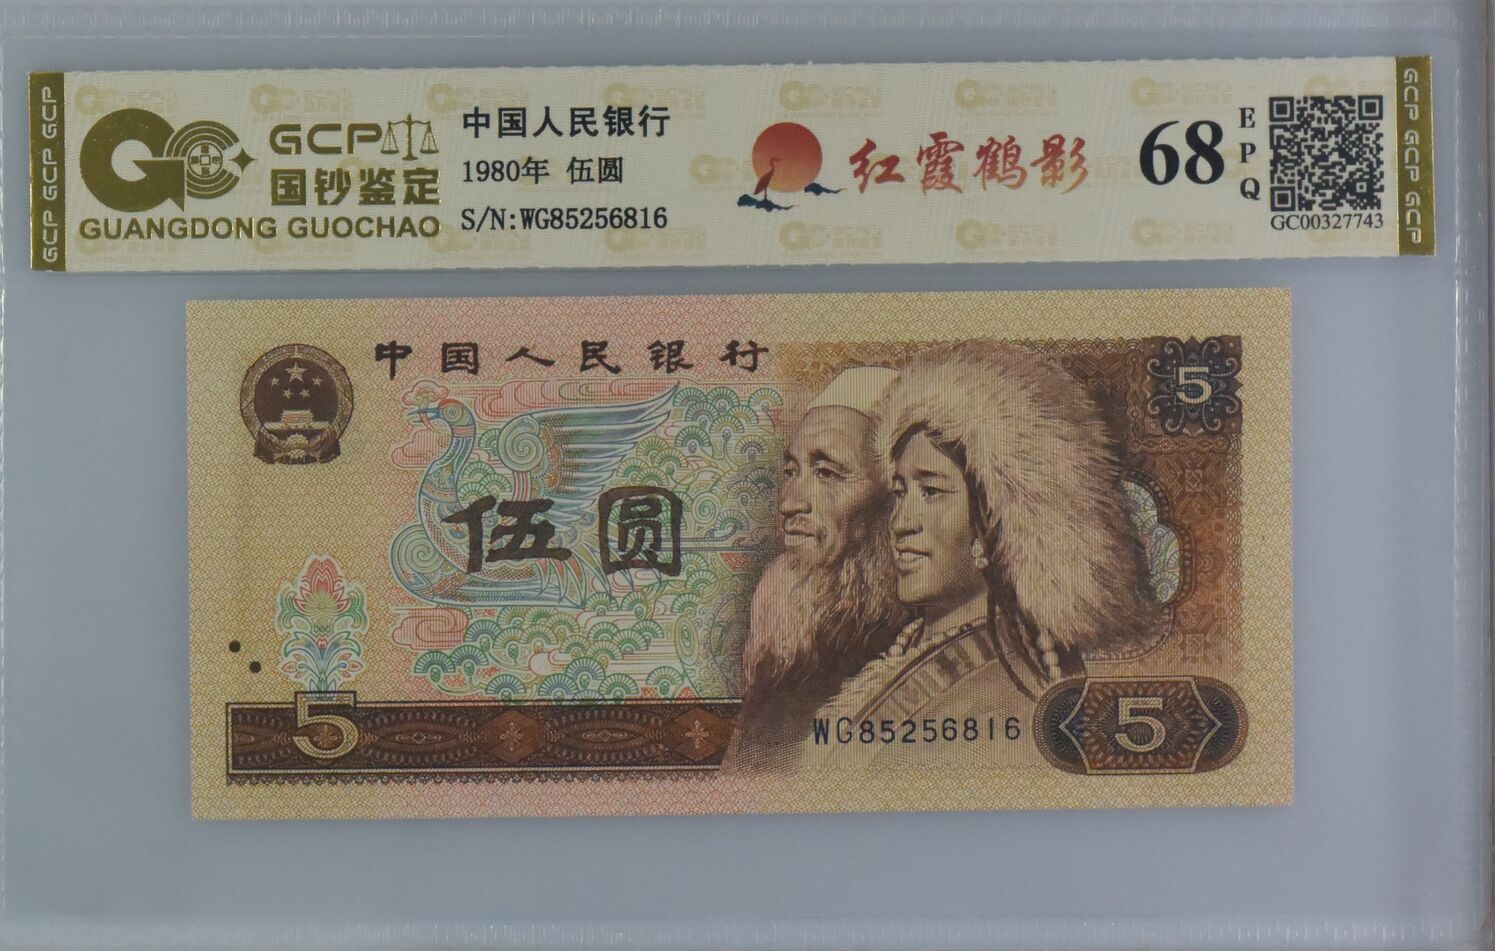 GCP GCP GCP
GCP
国钞鉴定
GUANGDONG GUOCHAO
中国人民银行
1980年 伍圆
S/N:WG85256816
红霞鹤影
68
EPQ
GC00327743
GCP GCP GCP
中国人民银行
5
伍圆
5
WG85256816
5